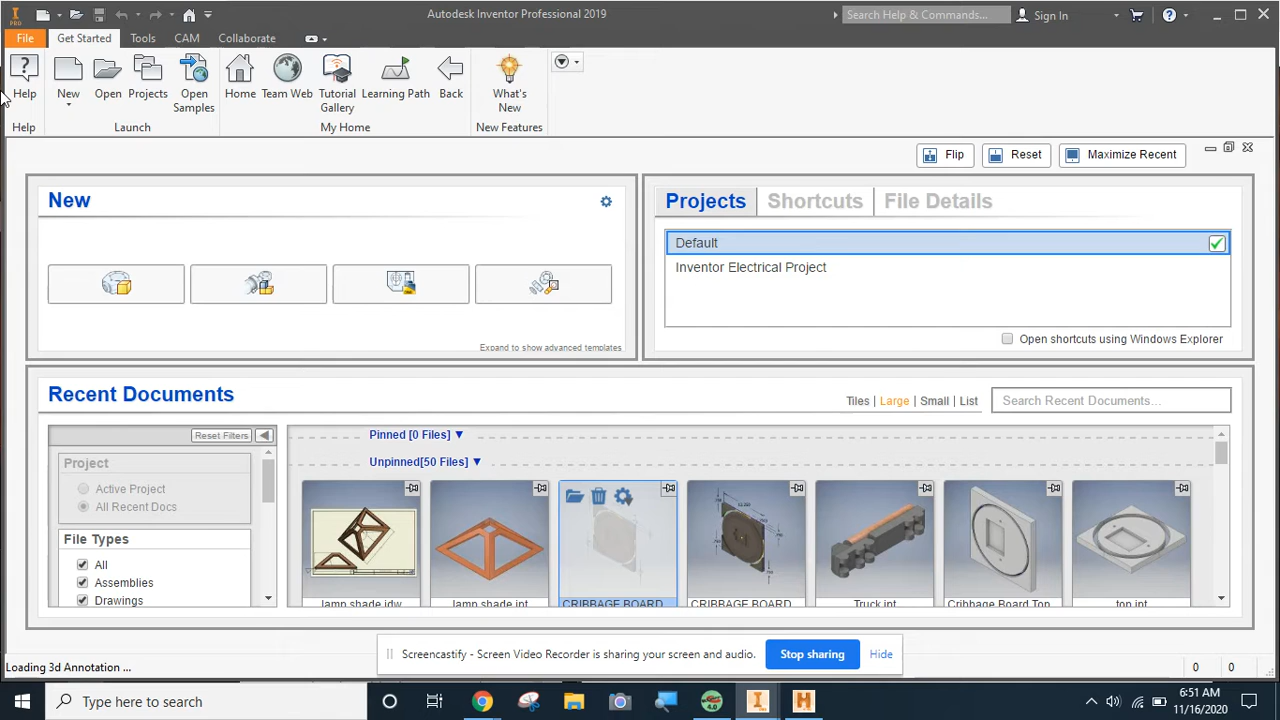 Autodesk Inventor Professional 2019
Search Help & Commands...
Sign In
PRO
File
Get Started
Tools
CAM
Collaborate
Help
New
Open
Projects
Open Samples
Home
Team Web
Tutorial Gallery
Learning Path
Back
What's New
Help
Launch
My Home
New Features
Flip
Reset
Maximize Recent
New
Expand to show advanced templates
Projects
Shortcuts
File Details
Default
Inventor Electrical Project
Open shortcuts using Windows Explorer
Recent Documents
Tiles | Large | Small | List
Search Recent Documents...
Reset Filters
Project
Active Project
All Recent Docs
File Types
All
Assemblies
Drawings
Pinned [0 Files]
Unpinned[50 Files]
lamp shade.idw
lamp shade.ipt
CRIBBAGE BOARD
CRIBBAGE BOARD
Truck.ipt
Cribbage Board Top
top.ipt
Screencastify - Screen Video Recorder is sharing your screen and audio.
Stop sharing
Hide
Loading 3d Annotation ...
0
0
Type here to search
4.0
6:51 AM
11/16/2020